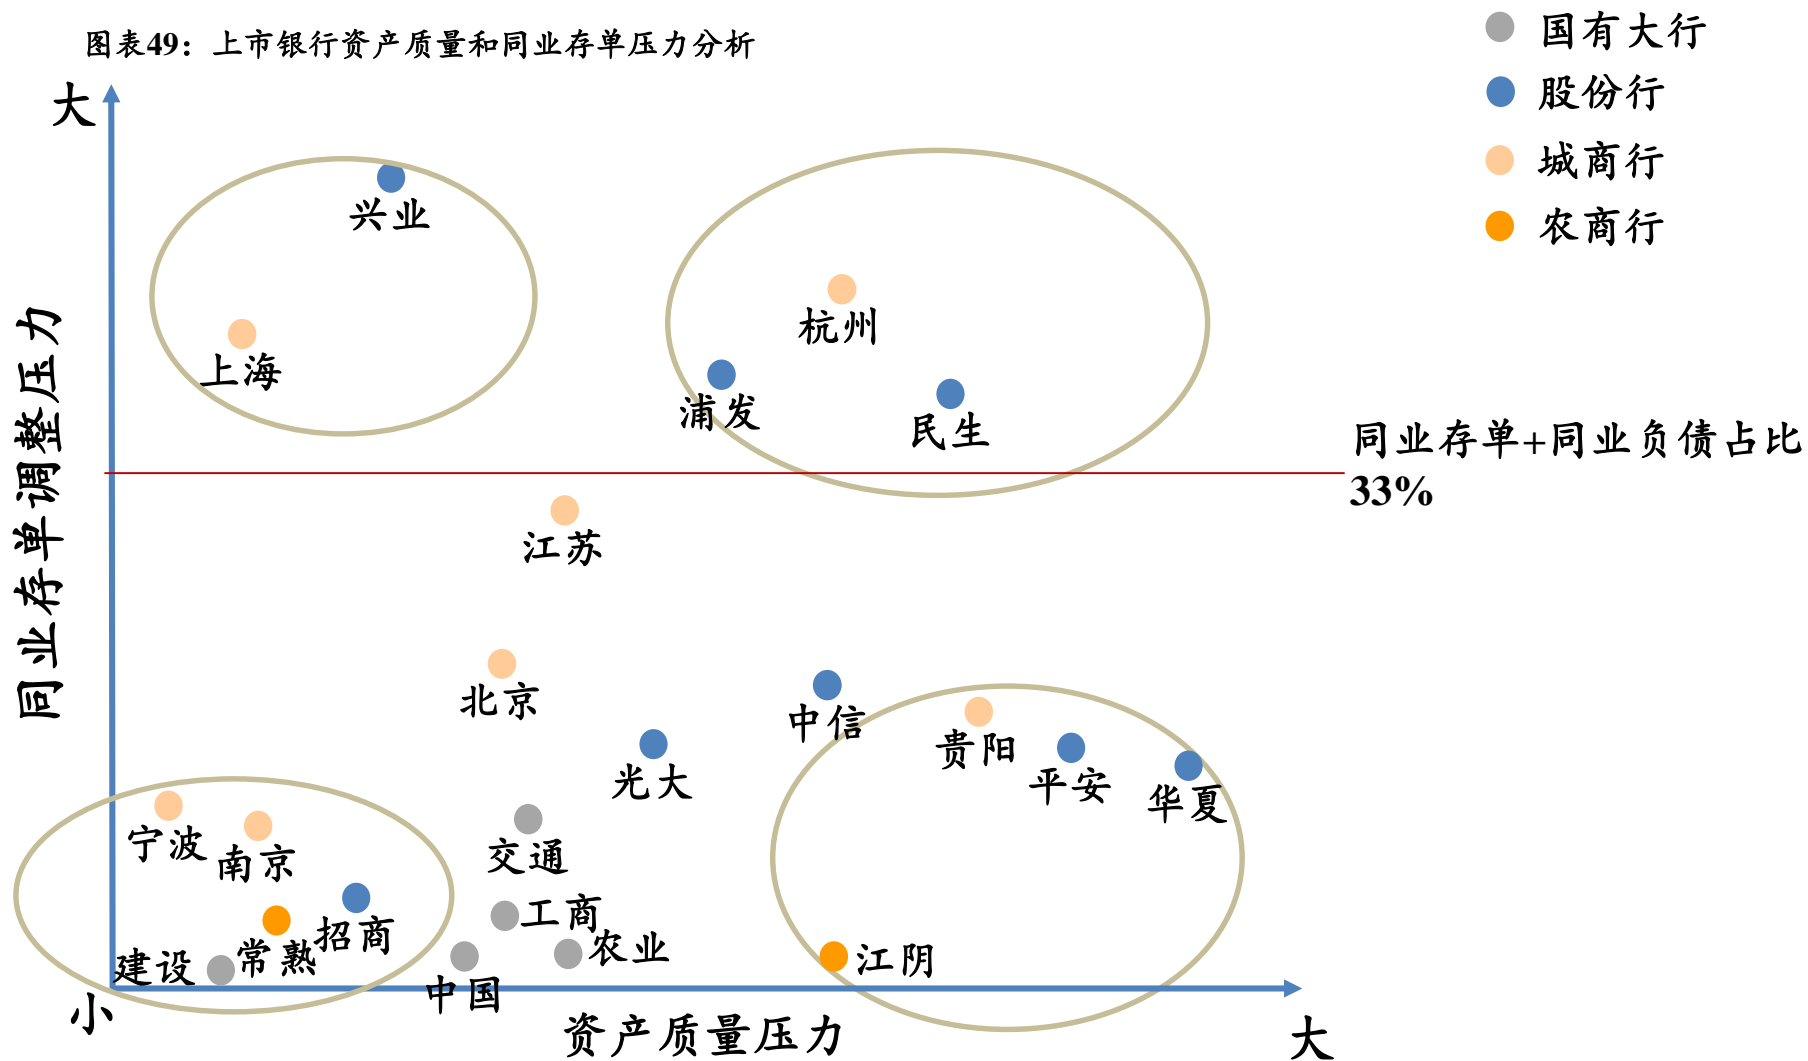 图表49：上市银行资产质量和同业存单压力分析
国有大行
股份行
城商行
农商行
大
兴业
上海
杭州
浦发
民生
同业存单+同业负债占比
33%
同业存单调整压力
江苏
北京
中信
光大
贵阳
平安
华夏
宁波
南京
交通
招商
工商
常熟
建设
农业
江阴
中国
小
资产质量压力
大